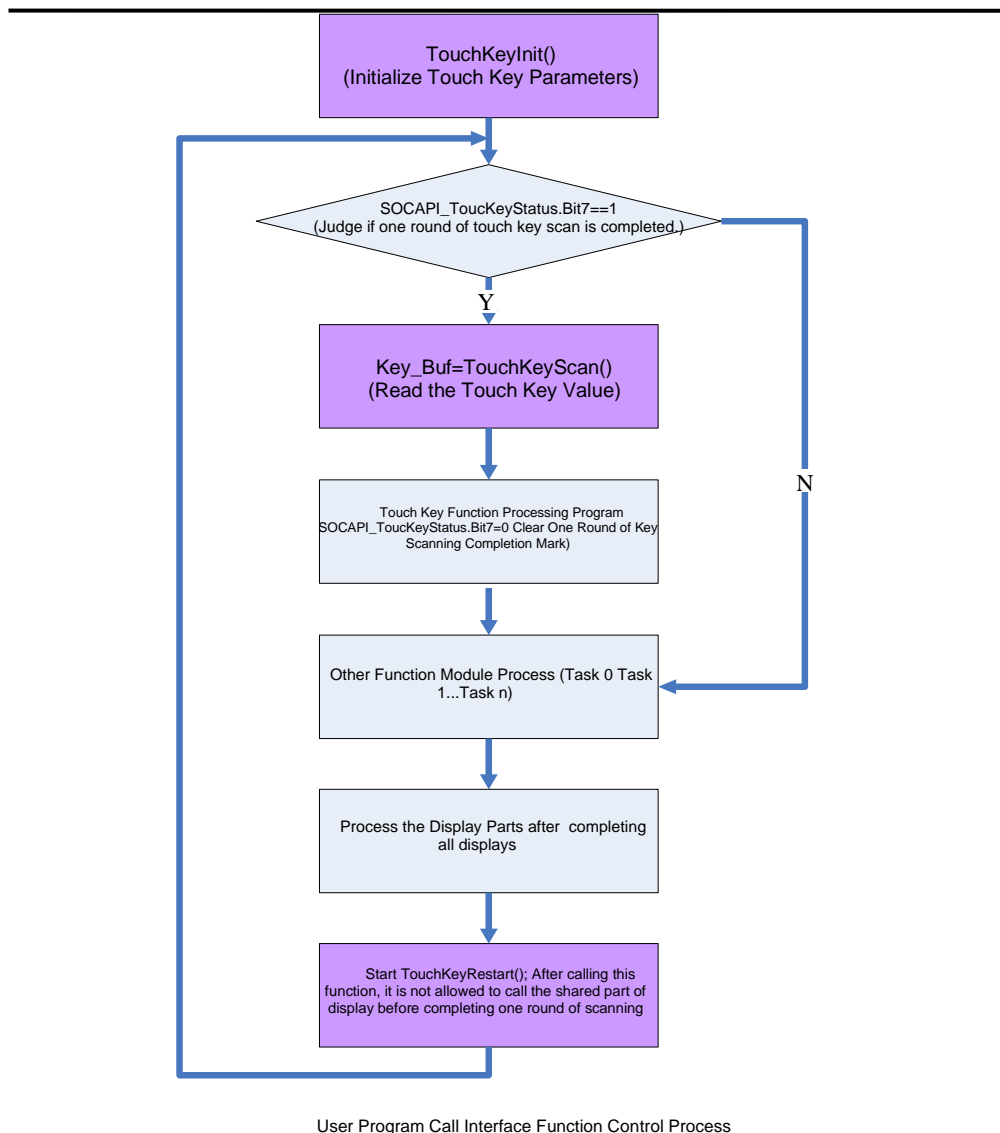 TouchKeyInit()
(Initialize Touch Key Parameters)
SOCAPI_ToucKeyStatus.Bit7==1
(Judge if one round of touch key scan is completed.)
Y
Key_Buf=TouchKeyScan()
(Read the Touch Key Value)
N
Touch Key Function Processing Program
SOCAPI_ToucKeyStatus.Bit7=0 Clear One Round of Key
Scanning Completion Mark)
Other Function Module Process (Task 0 Task
1...Task n)
Process the Display Parts after completing
all displays
Start TouchKeyRestart(); After calling this
function, it is not allowed to call the shared part of
display before completing one round of scanning
User Program Call Interface Function Control Process